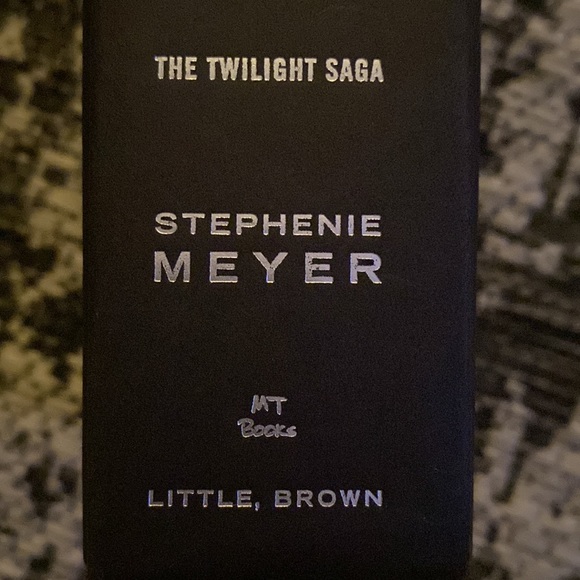 THE TWILIGHT SAGA
STEPHENIE
MEYER
MT
Books
LITTLE, BROWN